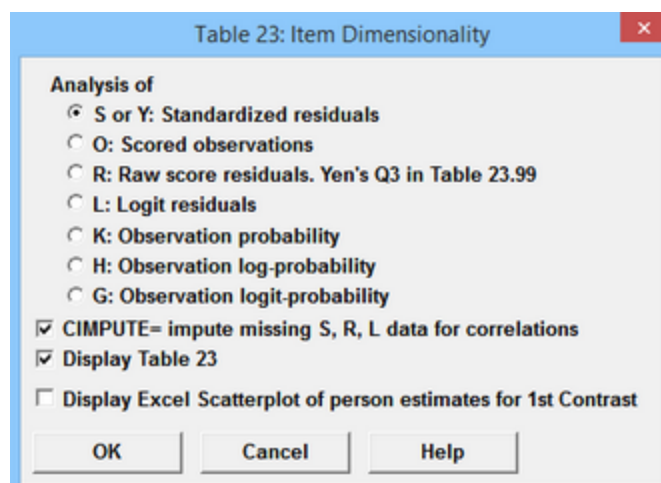 Table 23: Item Dimensionality
Analysis of
S or Y: Standardized residuals
O: Scored observations
R: Raw score residuals. Yen's Q3 in Table 23.99
L: Logit residuals
K: Observation probability
H: Observation log-probability
G: Observation logit-probability
CIMPUTE= impute missing S, R, L data for correlations
Display Table 23
Display Excel Scatterplot of person estimates for 1st Contrast
OK Cancel Help